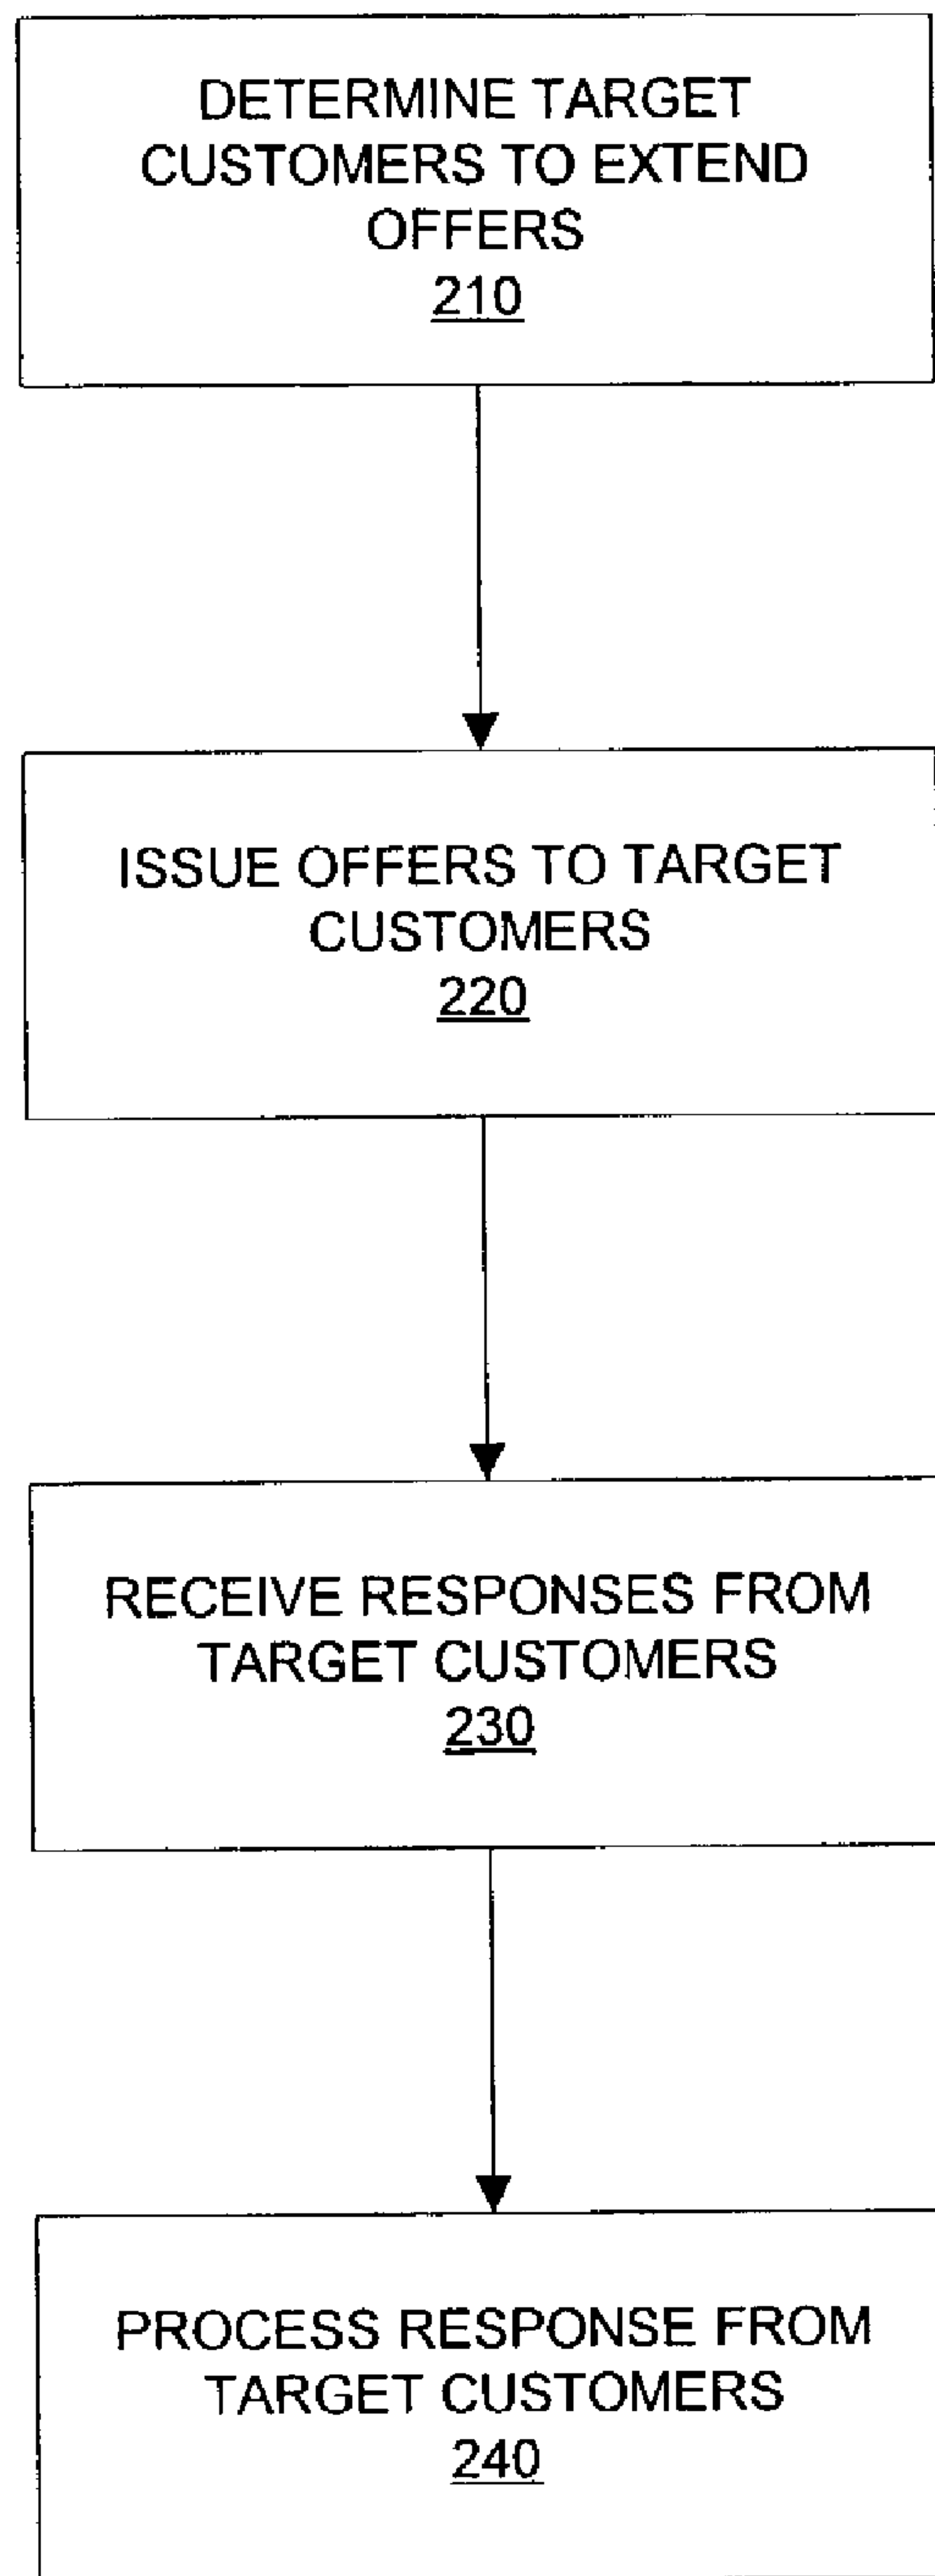 DETERMINE TARGET
CUSTOMERS TO EXTEND
OFFERS
210
ISSUE OFFERS TO TARGET
CUSTOMERS
220
RECEIVE RESPONSES FROM
TARGET CUSTOMERS
230
PROCESS RESPONSE FROM
TARGET CUSTOMERS
240